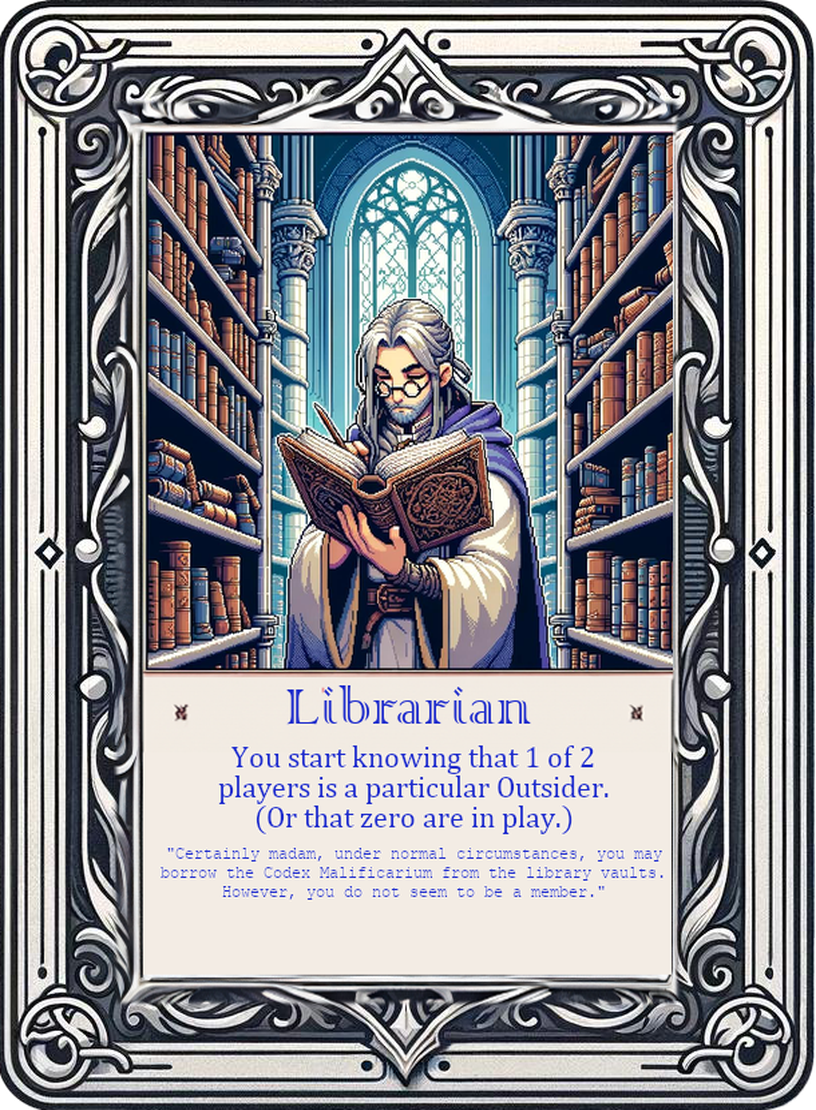 Librarian
You start knowing that 1 of 2
players is a particular Outsider.
(Or that zero are in play.)
"Certainly madam, under normal circumstances, you may
borrow the Codex Malificarium from the library vaults.
However, you do not seem to be a member."